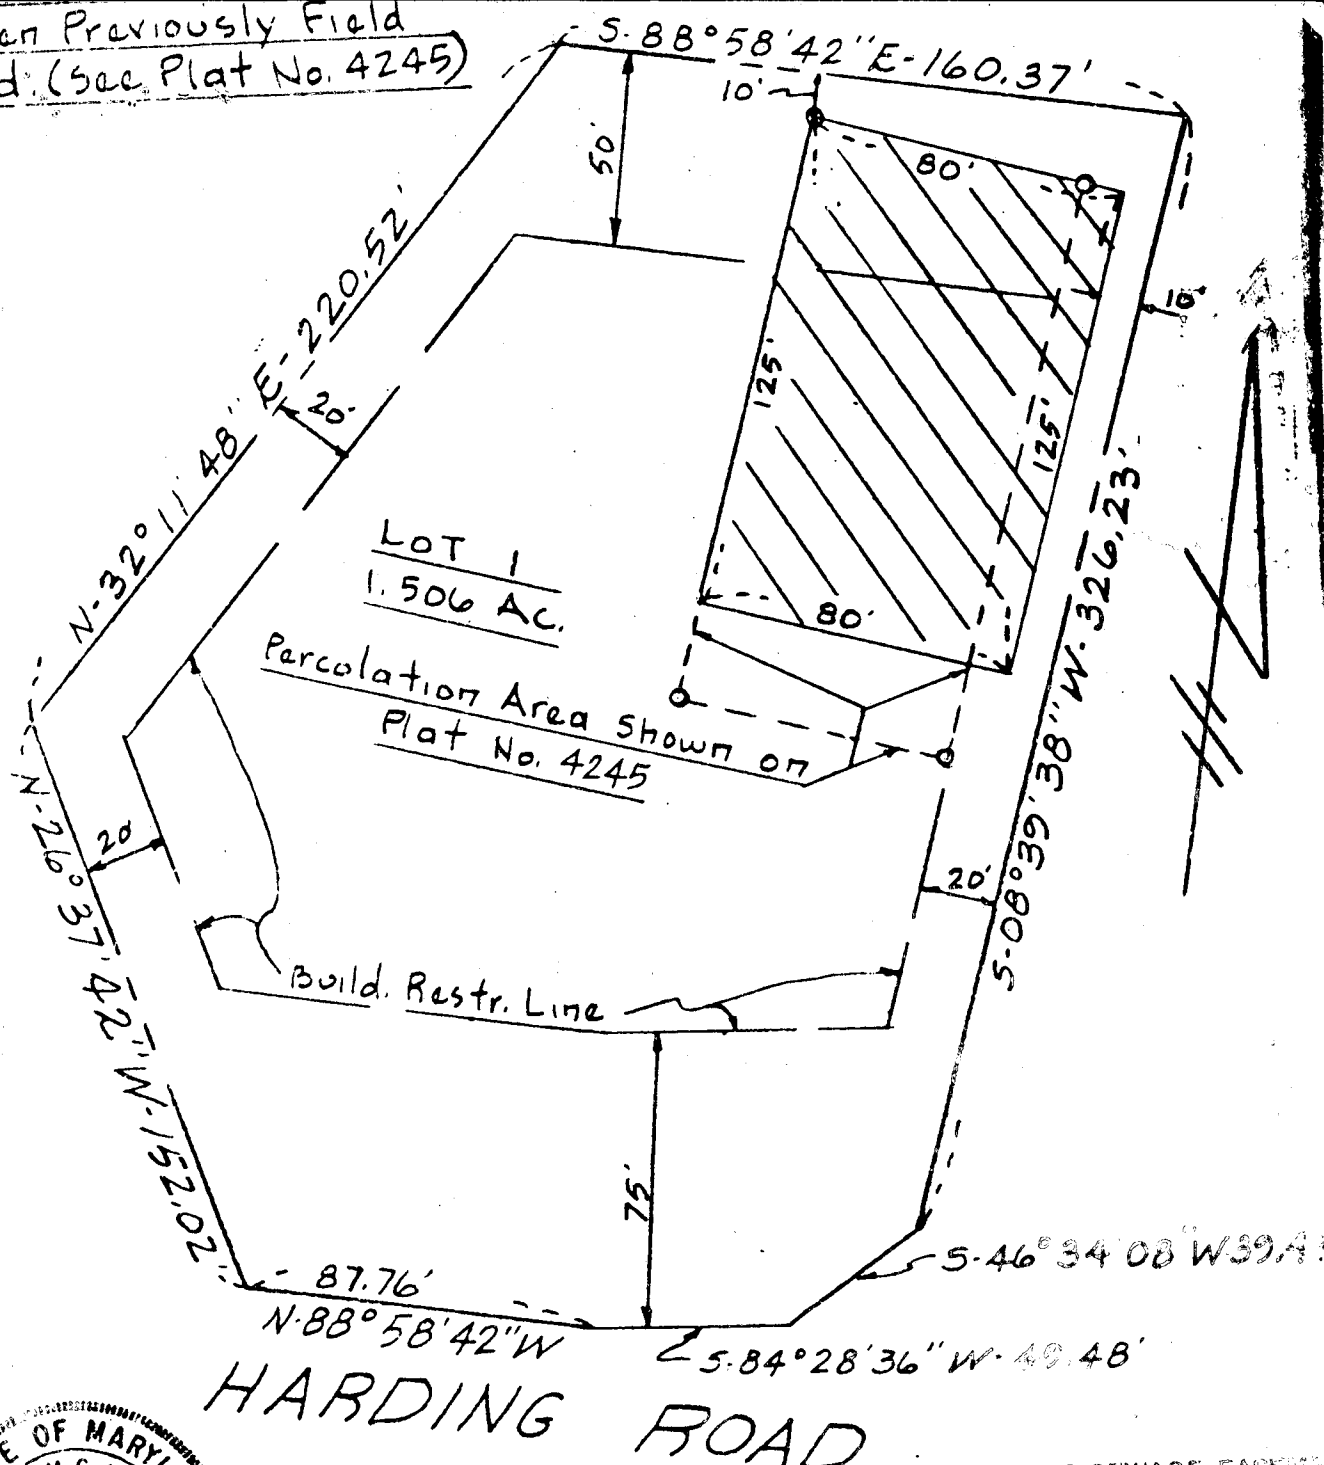 Previously Field
(See Plat No. 4245)
S-88°58'42"E-160.37'
10'
50'
80'
N-32°11'48"E-220.52'
20'
10'
125'
125'
LOT 1
1.506 AC.
80'
S-08°39'38"W-326.23'
Percolation Area Shown on
Plat No. 4245
N-26°37'42"W-152.02'
20'
20'
Build. Restr. Line
75'
S-46°34'08"W
87.76'
N-88°58'42"W
S-84°28'36"W-49.48'
HARDING ROAD
OF